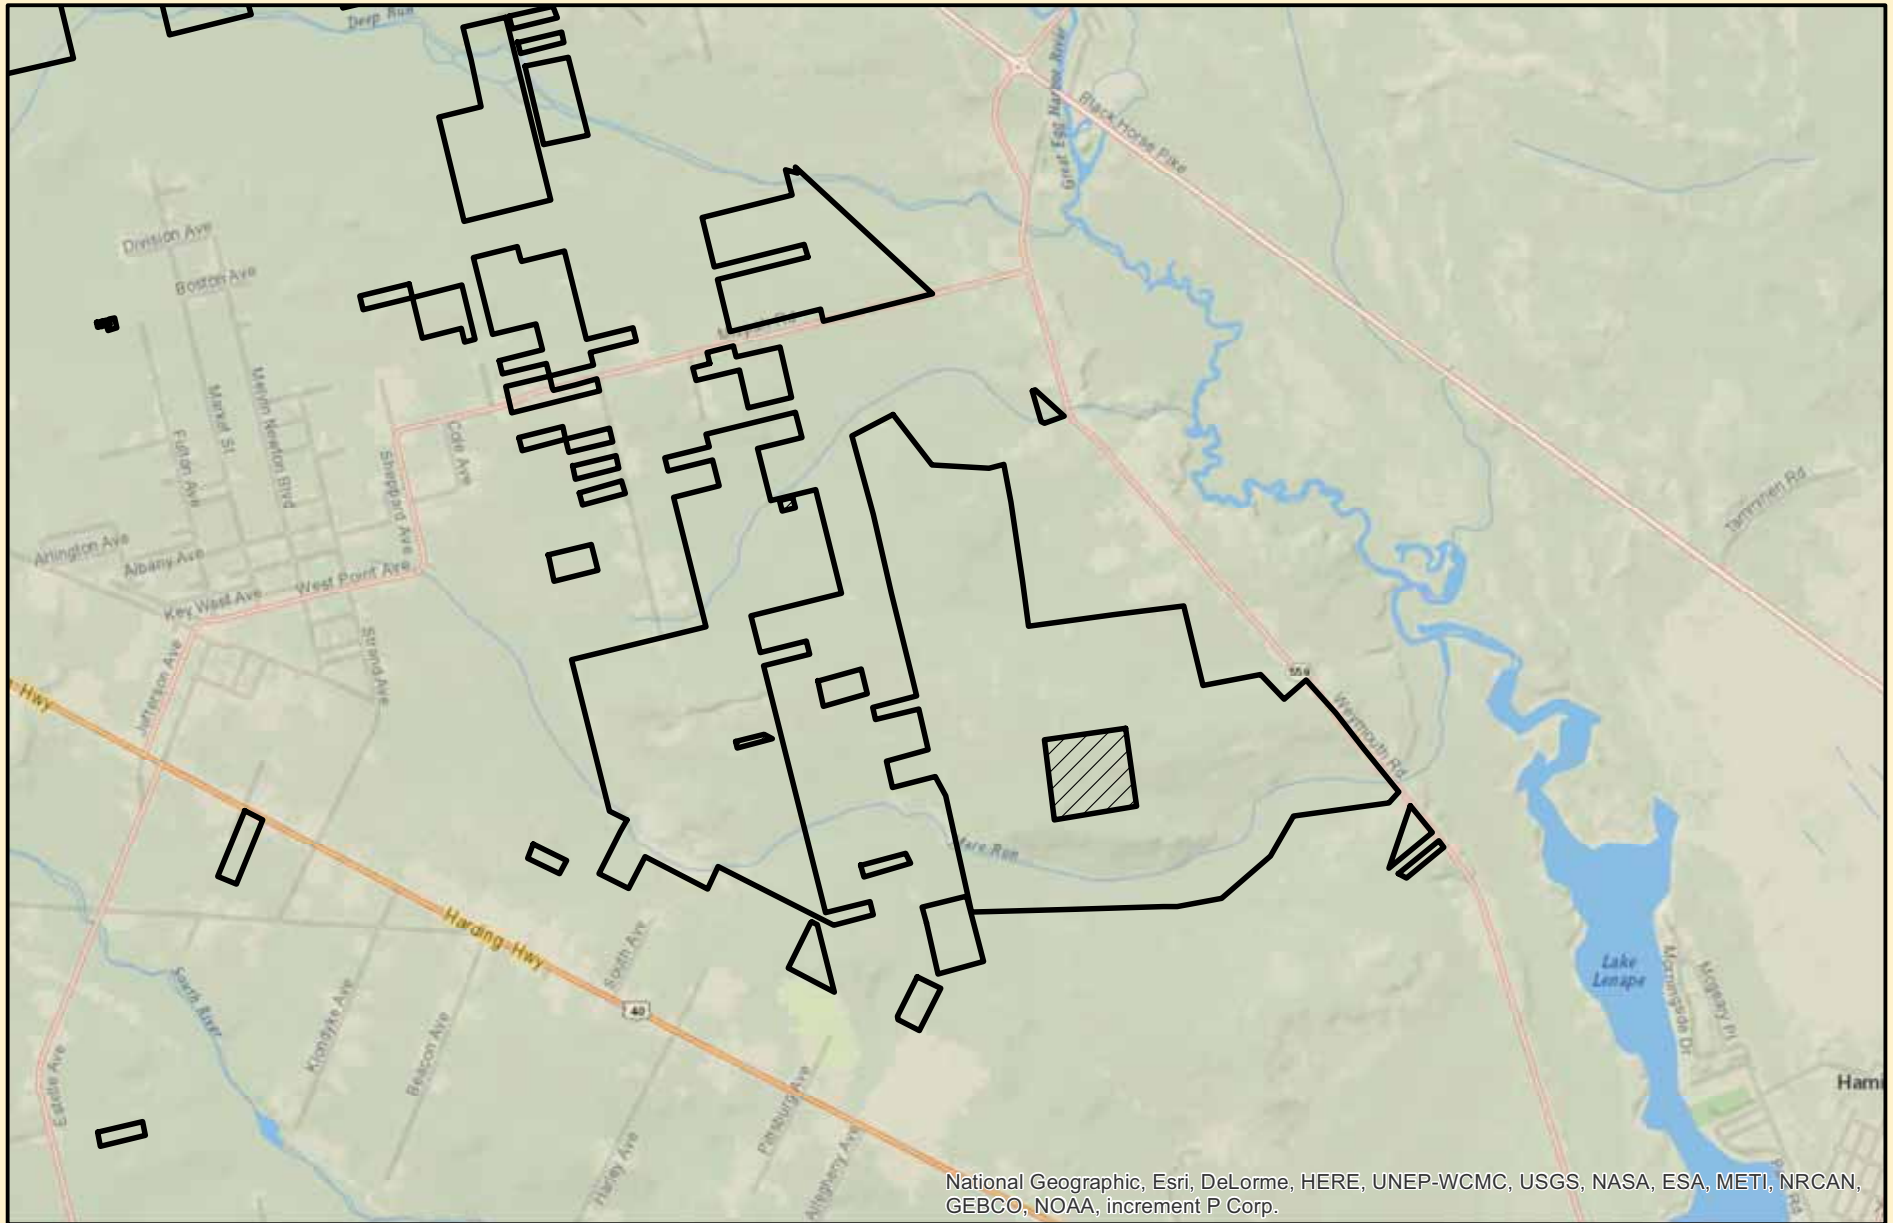 Deep Run
Great Egg Harbor River
Black Horse Pike
Division Ave
Boston Ave
Melvin Newton Blvd
Market St
Fulton Ave
Cole Ave
Sheppard Ave
Tammmen Rd
Arlington Ave
Albany Ave
West Point Ave
Key West Ave
Strand Ave
Jefferson Ave
559
Weymouth Rd
Hwy
Mare Run
Harding Hwy
South Ave
40
South River
Klondyke Ave
Beacon Ave
Lake
Lenape
Morningside Dr
Estelle Ave
Pittsburg Ave
Allegheny Ave
Harley Ave
Hami
National Geographic, Esri, DeLorme, HERE, UNEP-WCMC, USGS, NASA, ESA, METI, NRCAN,
GEBCO, NOAA, increment P Corp.